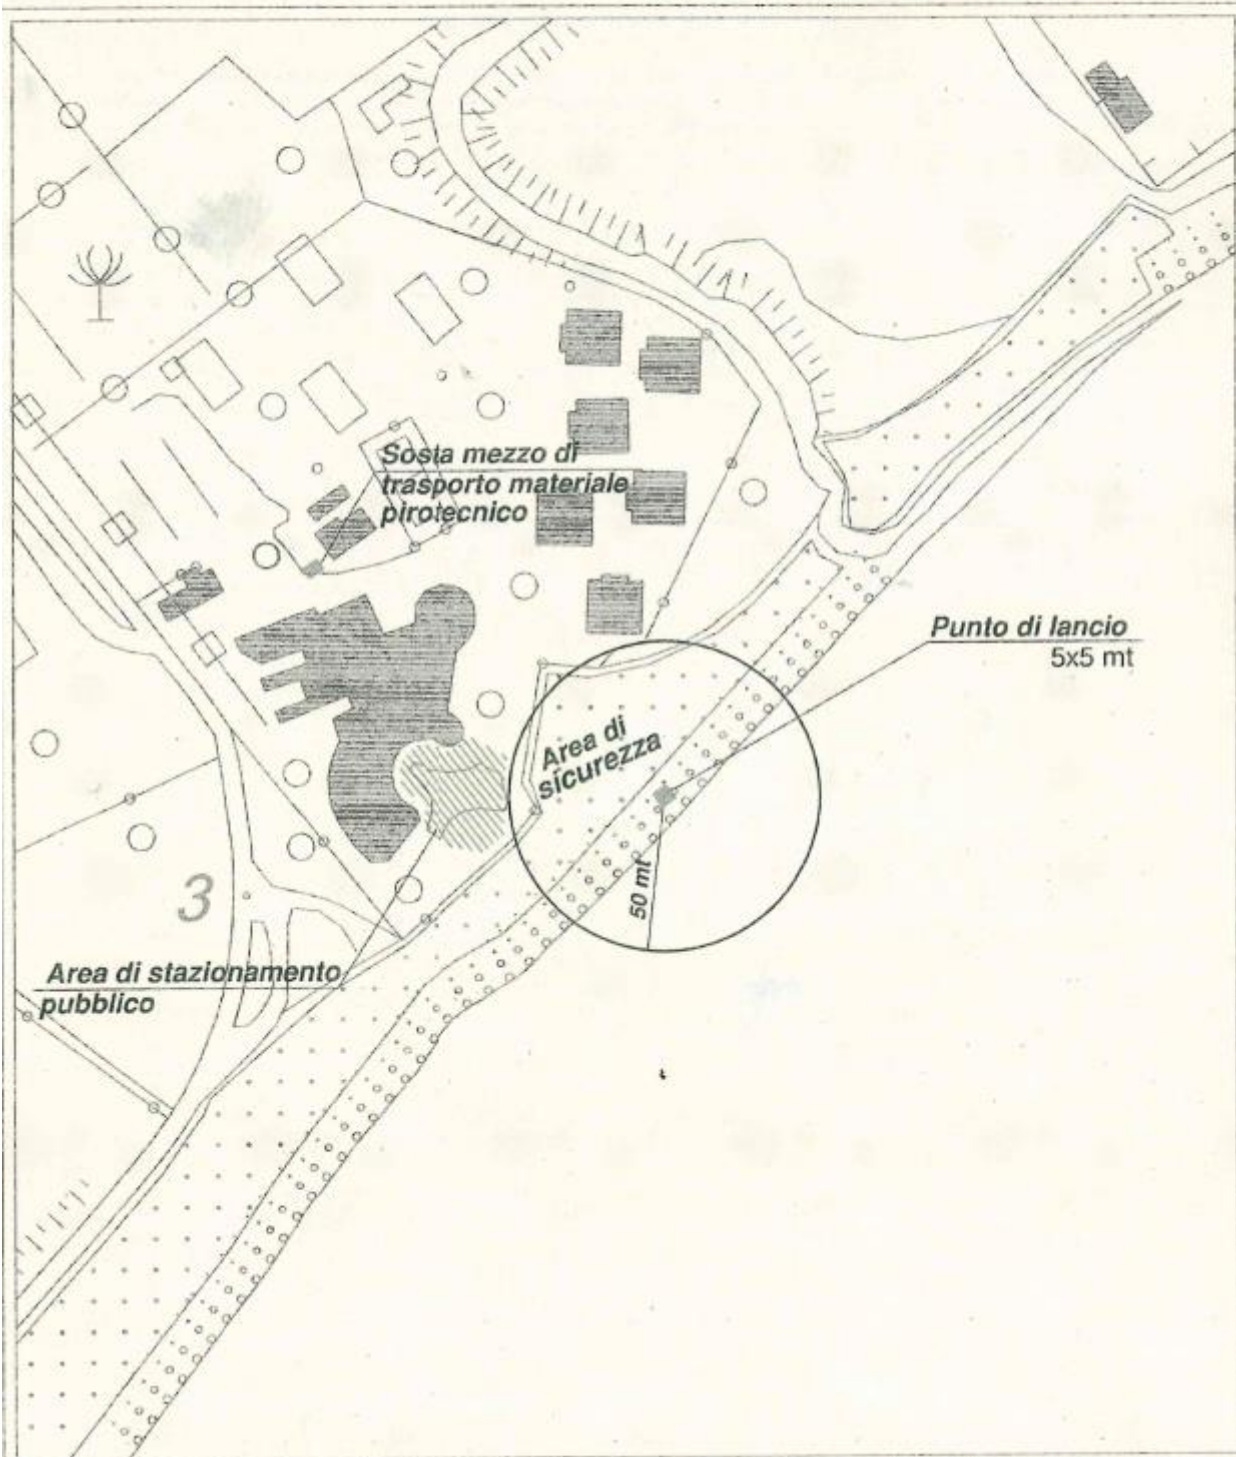 Sosta mezzo di
trasporto materiale
pirotecnico
Punto di lancio
5x5 mt
Area di
sicurezza
50 mt
3
Area di stazionamento
pubblico